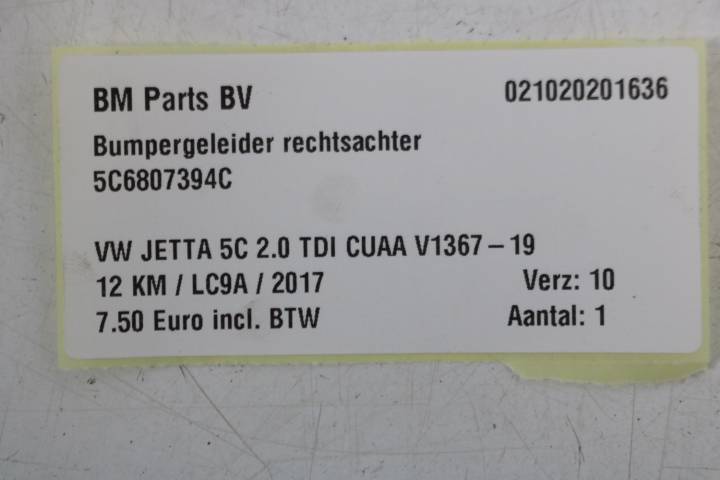 BM Parts BV 021020201636
Bumpergeleider rechtsachter
5C6807394C
VW JETTA 5C 2.0 TDI CUAA V1367-19
12 KM / LC9A / 2017 Verz: 10
7.50 Euro incl. BTW Aantal: 1